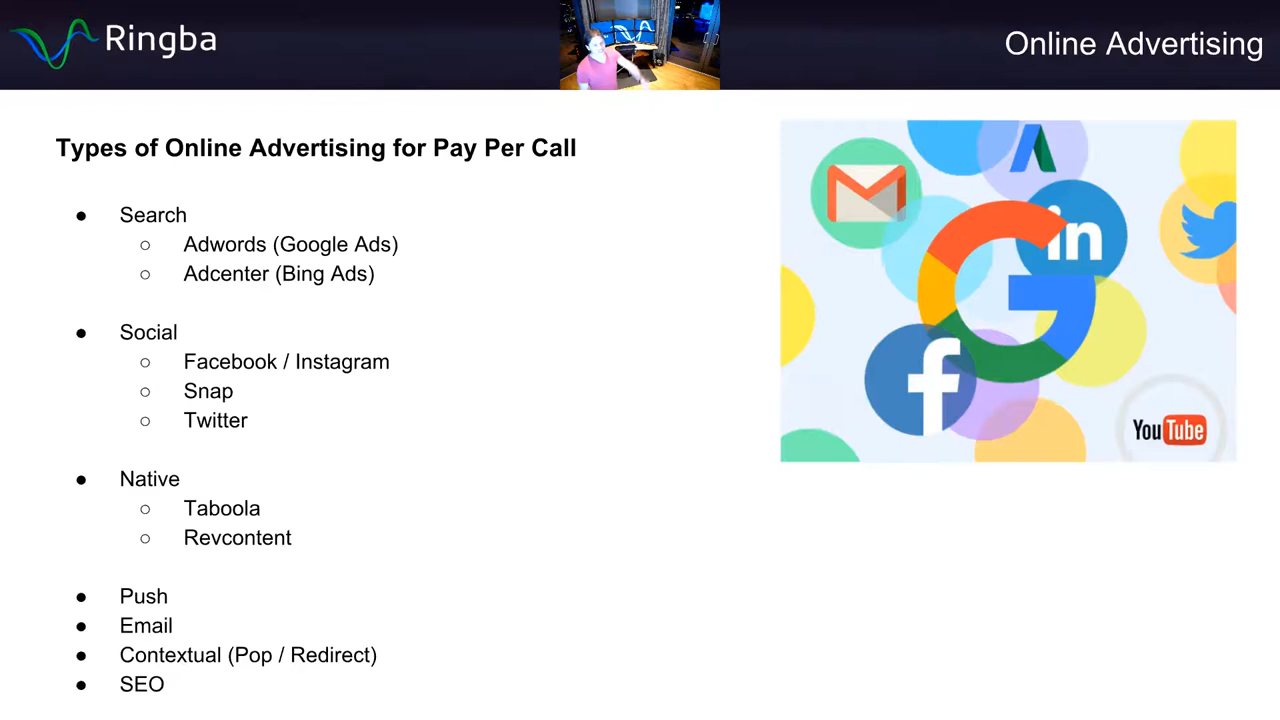 Ringba
Online Advertising
Types of Online Advertising for Pay Per Call
● Search
○ Adwords (Google Ads)
○ Adcenter (Bing Ads)
● Social
○ Facebook / Instagram
○ Snap
○ Twitter
● Native
○ Taboola
○ Revcontent
● Push
● Email
● Contextual (Pop / Redirect)
● SEO
in
G
f
YouTube